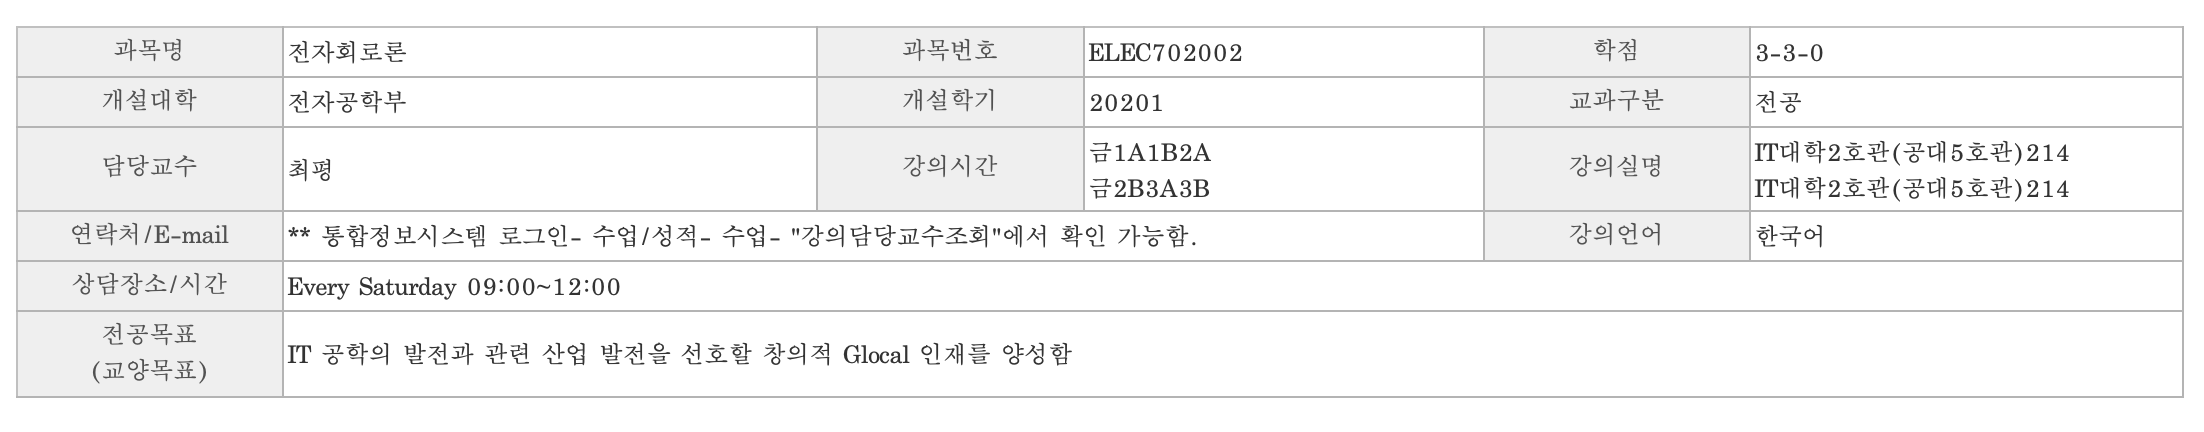 과목명 전자회로론 과목번호 ELEC702002 학점 3-3-0
개설대학 전자공학부 개설학기 20201 교과구분 전공
담당교수 최평 강의시간 금1A1B2A 강의실명 IT대학2호관(공대5호관)214
금2B3A3B IT대학2호관(공대5호관)214
연락처/E-mail ** 통합정보시스템 로그인- 수업/성적- 수업- "강의담당교수조회"에서 확인 가능함. 강의언어 한국어
상담장소/시간 Every Saturday 09:00~12:00
전공목표
(교양목표) IT 공학의 발전과 관련 산업 발전을 선호할 창의적 Glocal 인재를 양성함